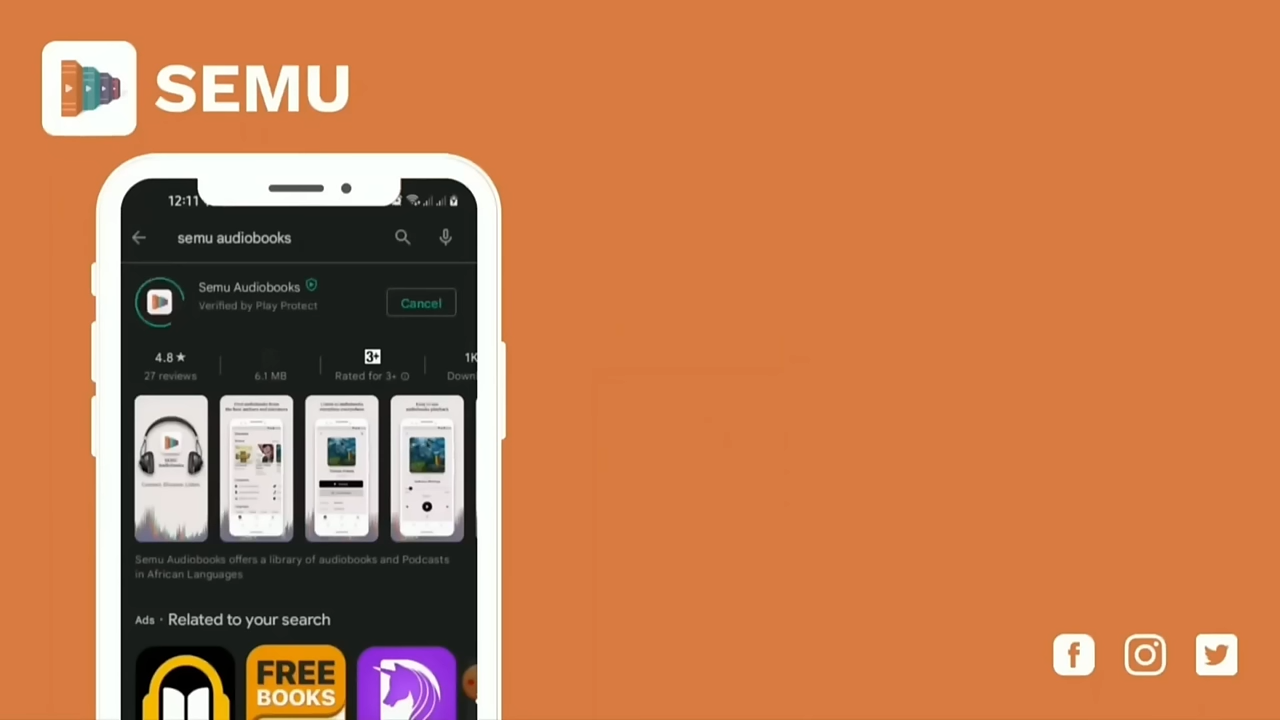 SEMU
12:11
semu audiobooks
Semu Audiobooks
Verified by Play Protect
Cancel
4.8★
27 reviews
6.1 MB
3+
Rated for 3+
1K
Down
Semu Audiobooks offers a library of audiobooks and Podcasts
in African Languages
Ads · Related to your search
FREE
BOOKS